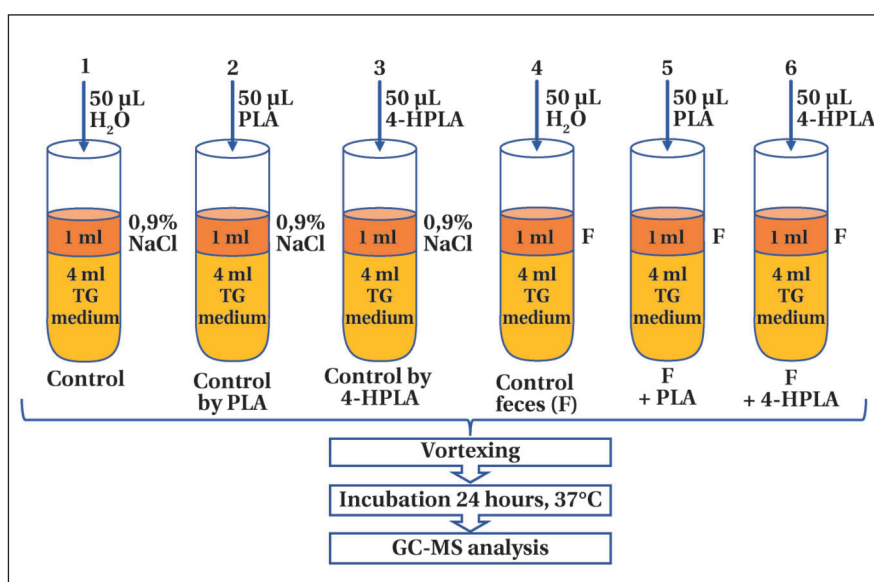 1 2 3 4 5 6
50 µL 50 µL 50 µL 50 µL 50 µL 50 µL
H₂O PLA 4-HPLA H₂O PLA 4-HPLA
0,9% 0,9% 0,9%
1 ml NaCl 1 ml NaCl 1 ml NaCl 1 ml F 1 ml F 1 ml F
4 ml 4 ml 4 ml 4 ml 4 ml 4 ml
TG TG TG TG TG TG
medium medium medium medium medium medium
Control Control Control by Control F F
by PLA 4-HPLA feces (F) + PLA + 4-HPLA
Vortexing
Incubation 24 hours, 37°C
GC-MS analysis